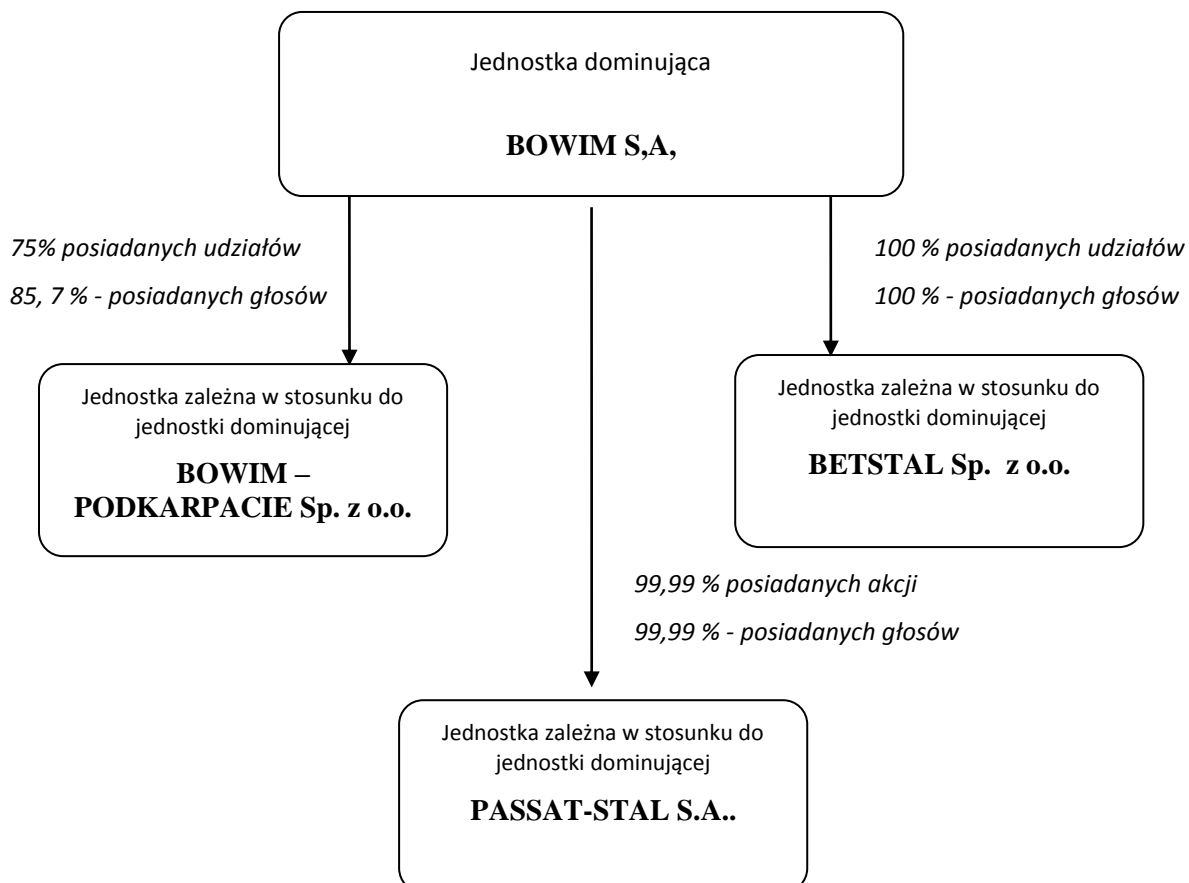 Jednostka dominująca
BOWIM S,A,
75% posiadanych udziałów
85, 7 % - posiadanych głosów
100 % posiadanych udziałów
100 % - posiadanych głosów
Jednostka zależna w stosunku do
jednostki dominującej
BOWIM –
PODKARPACIE Sp. z o.o.
Jednostka zależna w stosunku do
jednostki dominującej
BETSTAL Sp. z o.o.
99,99 % posiadanych akcji
99,99 % - posiadanych głosów
Jednostka zależna w stosunku do
jednostki dominującej
PASSAT-STAL S.A..